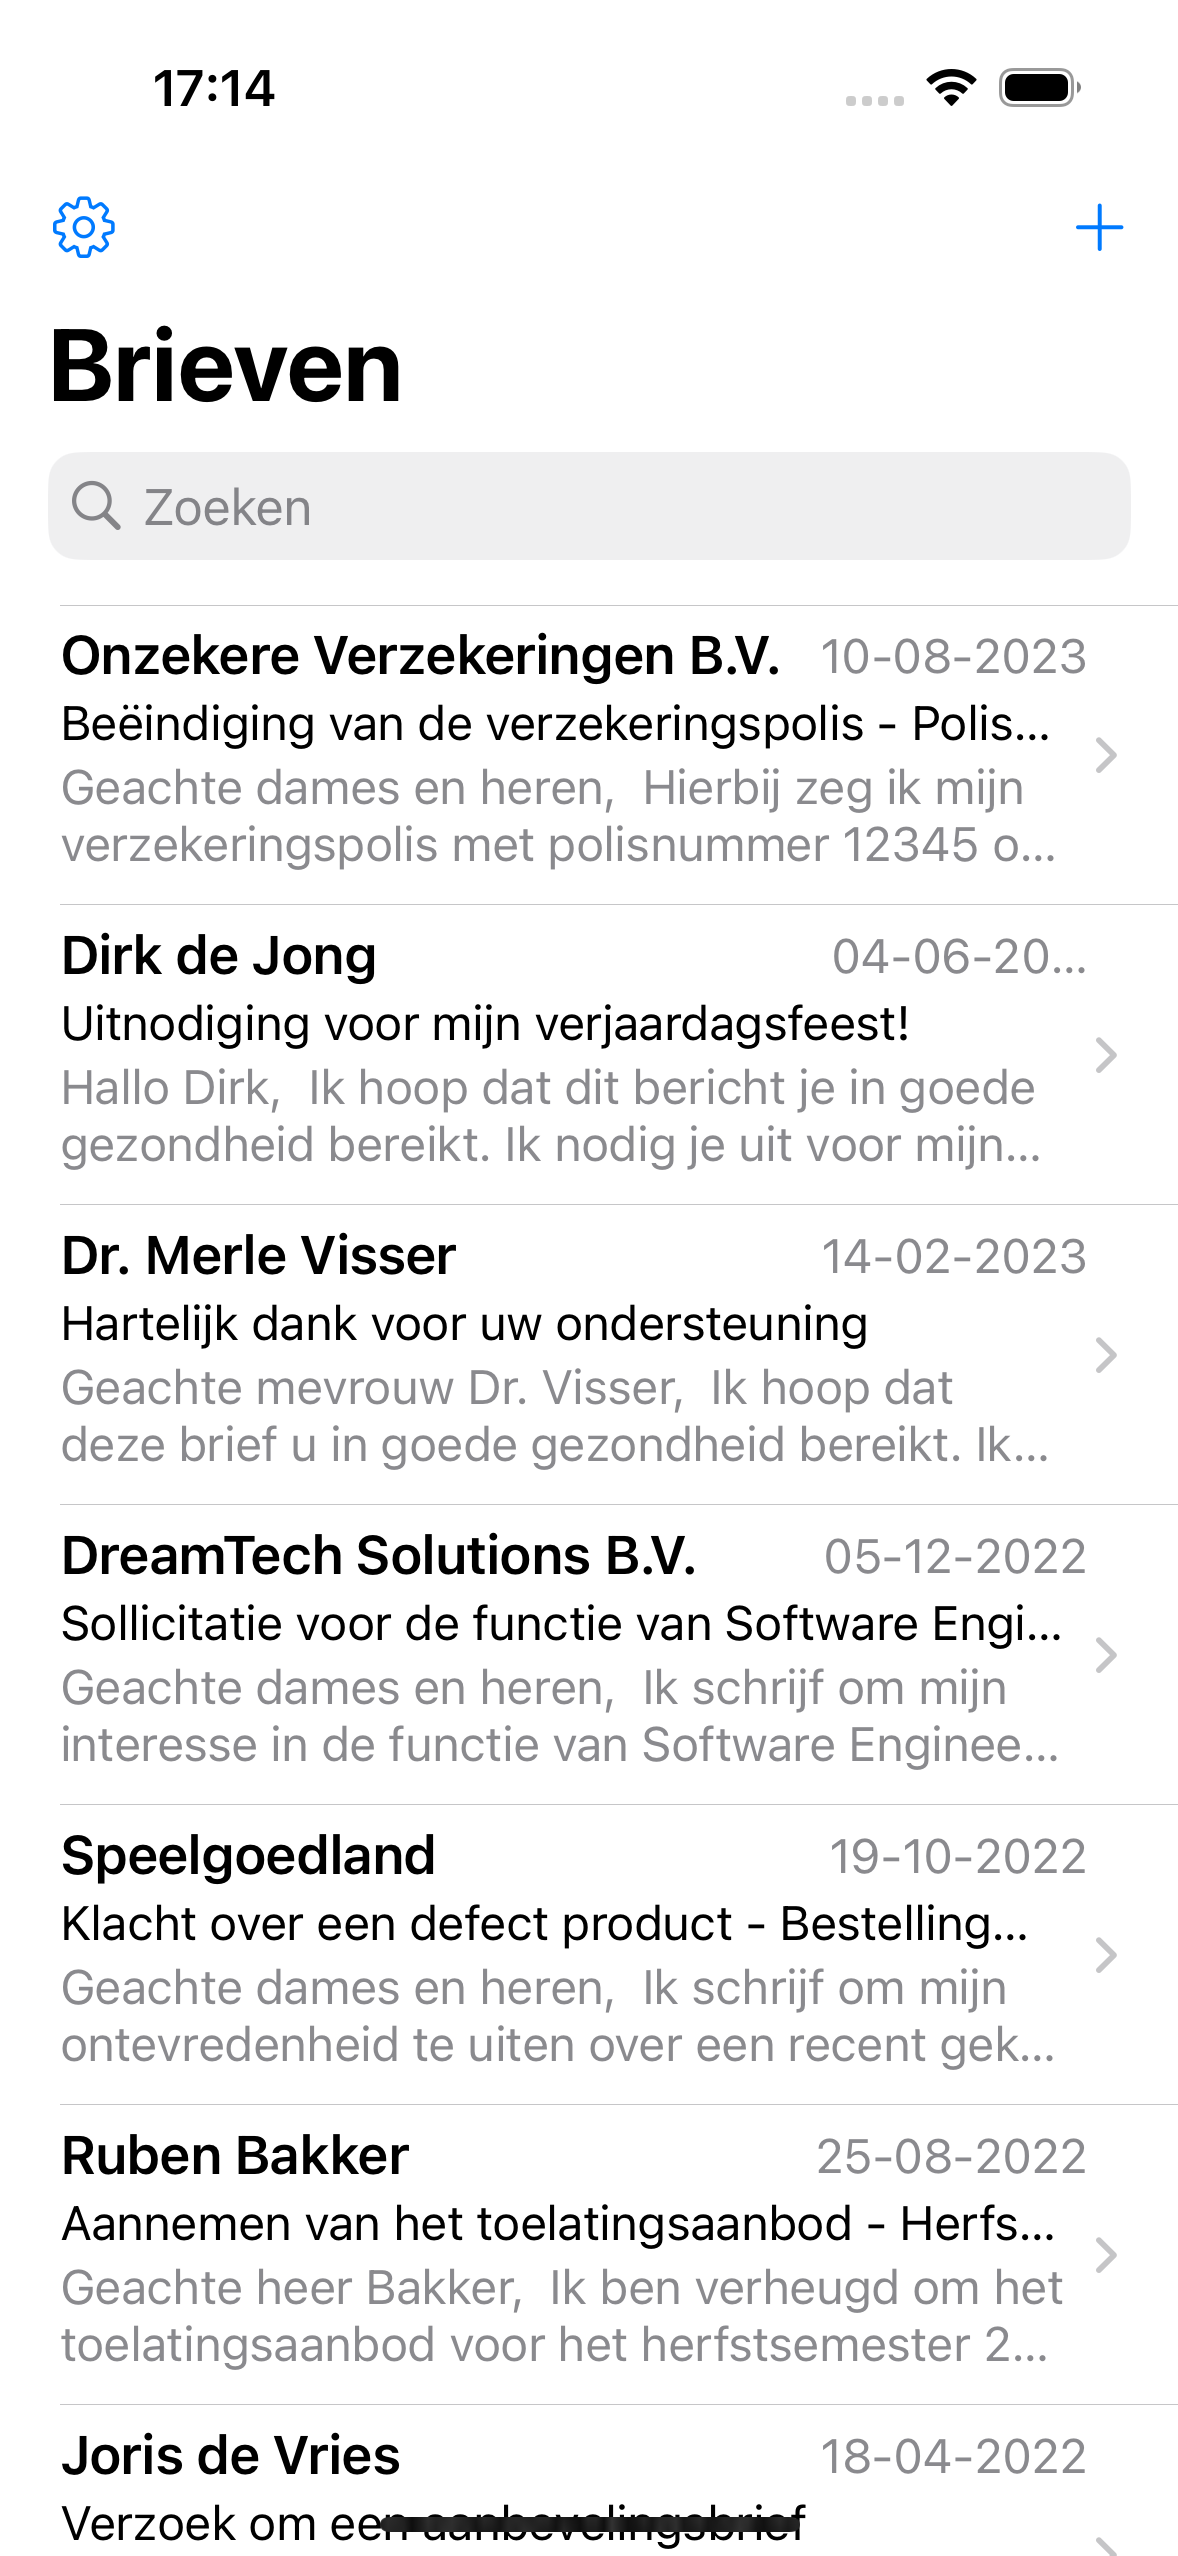 17:14
Brieven
Zoeken
Onzekere Verzekeringen B.V. 10-08-2023
Beëindiging van de verzekeringspolis - Polis...
Geachte dames en heren,  Hierbij zeg ik mijn
verzekeringspolis met polisnummer 12345 o...
Dirk de Jong 04-06-20...
Uitnodiging voor mijn verjaardagsfeest!
Hallo Dirk,  Ik hoop dat dit bericht je in goede
gezondheid bereikt. Ik nodig je uit voor mijn...
Dr. Merle Visser 14-02-2023
Hartelijk dank voor uw ondersteuning
Geachte mevrouw Dr. Visser,  Ik hoop dat
deze brief u in goede gezondheid bereikt. Ik...
DreamTech Solutions B.V. 05-12-2022
Sollicitatie voor de functie van Software Engi...
Geachte dames en heren,  Ik schrijf om mijn
interesse in de functie van Software Enginee...
Speelgoedland 19-10-2022
Klacht over een defect product - Bestelling...
Geachte dames en heren,  Ik schrijf om mijn
ontevredenheid te uiten over een recent gek...
Ruben Bakker 25-08-2022
Aannemen van het toelatingsaanbod - Herfs...
Geachte heer Bakker,  Ik ben verheugd om het
toelatingsaanbod voor het herfstsemester 2...
Joris de Vries 18-04-2022
Verzoek om een aanbevelingsbrief